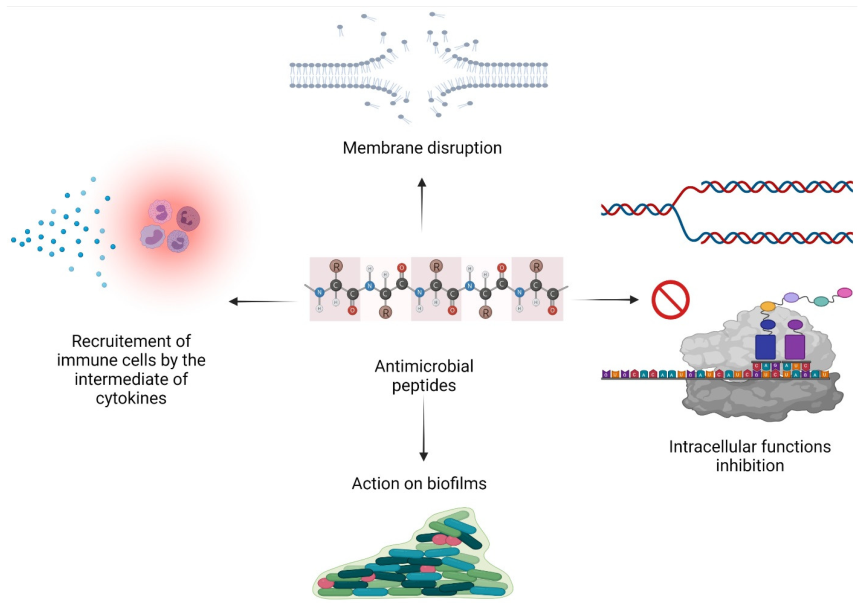 Membrane disruption
Recruitement of
immune cells by the
intermediate of
cytokines
Antimicrobial
peptides
Intracellular functions
inhibition
Action on biofilms
R
R
R
R
R
H
H
H
H
H
H
H
H
N
N
N
N
N
C
C
C
C
C
C
C
C
C
C
O
O
O
O
O